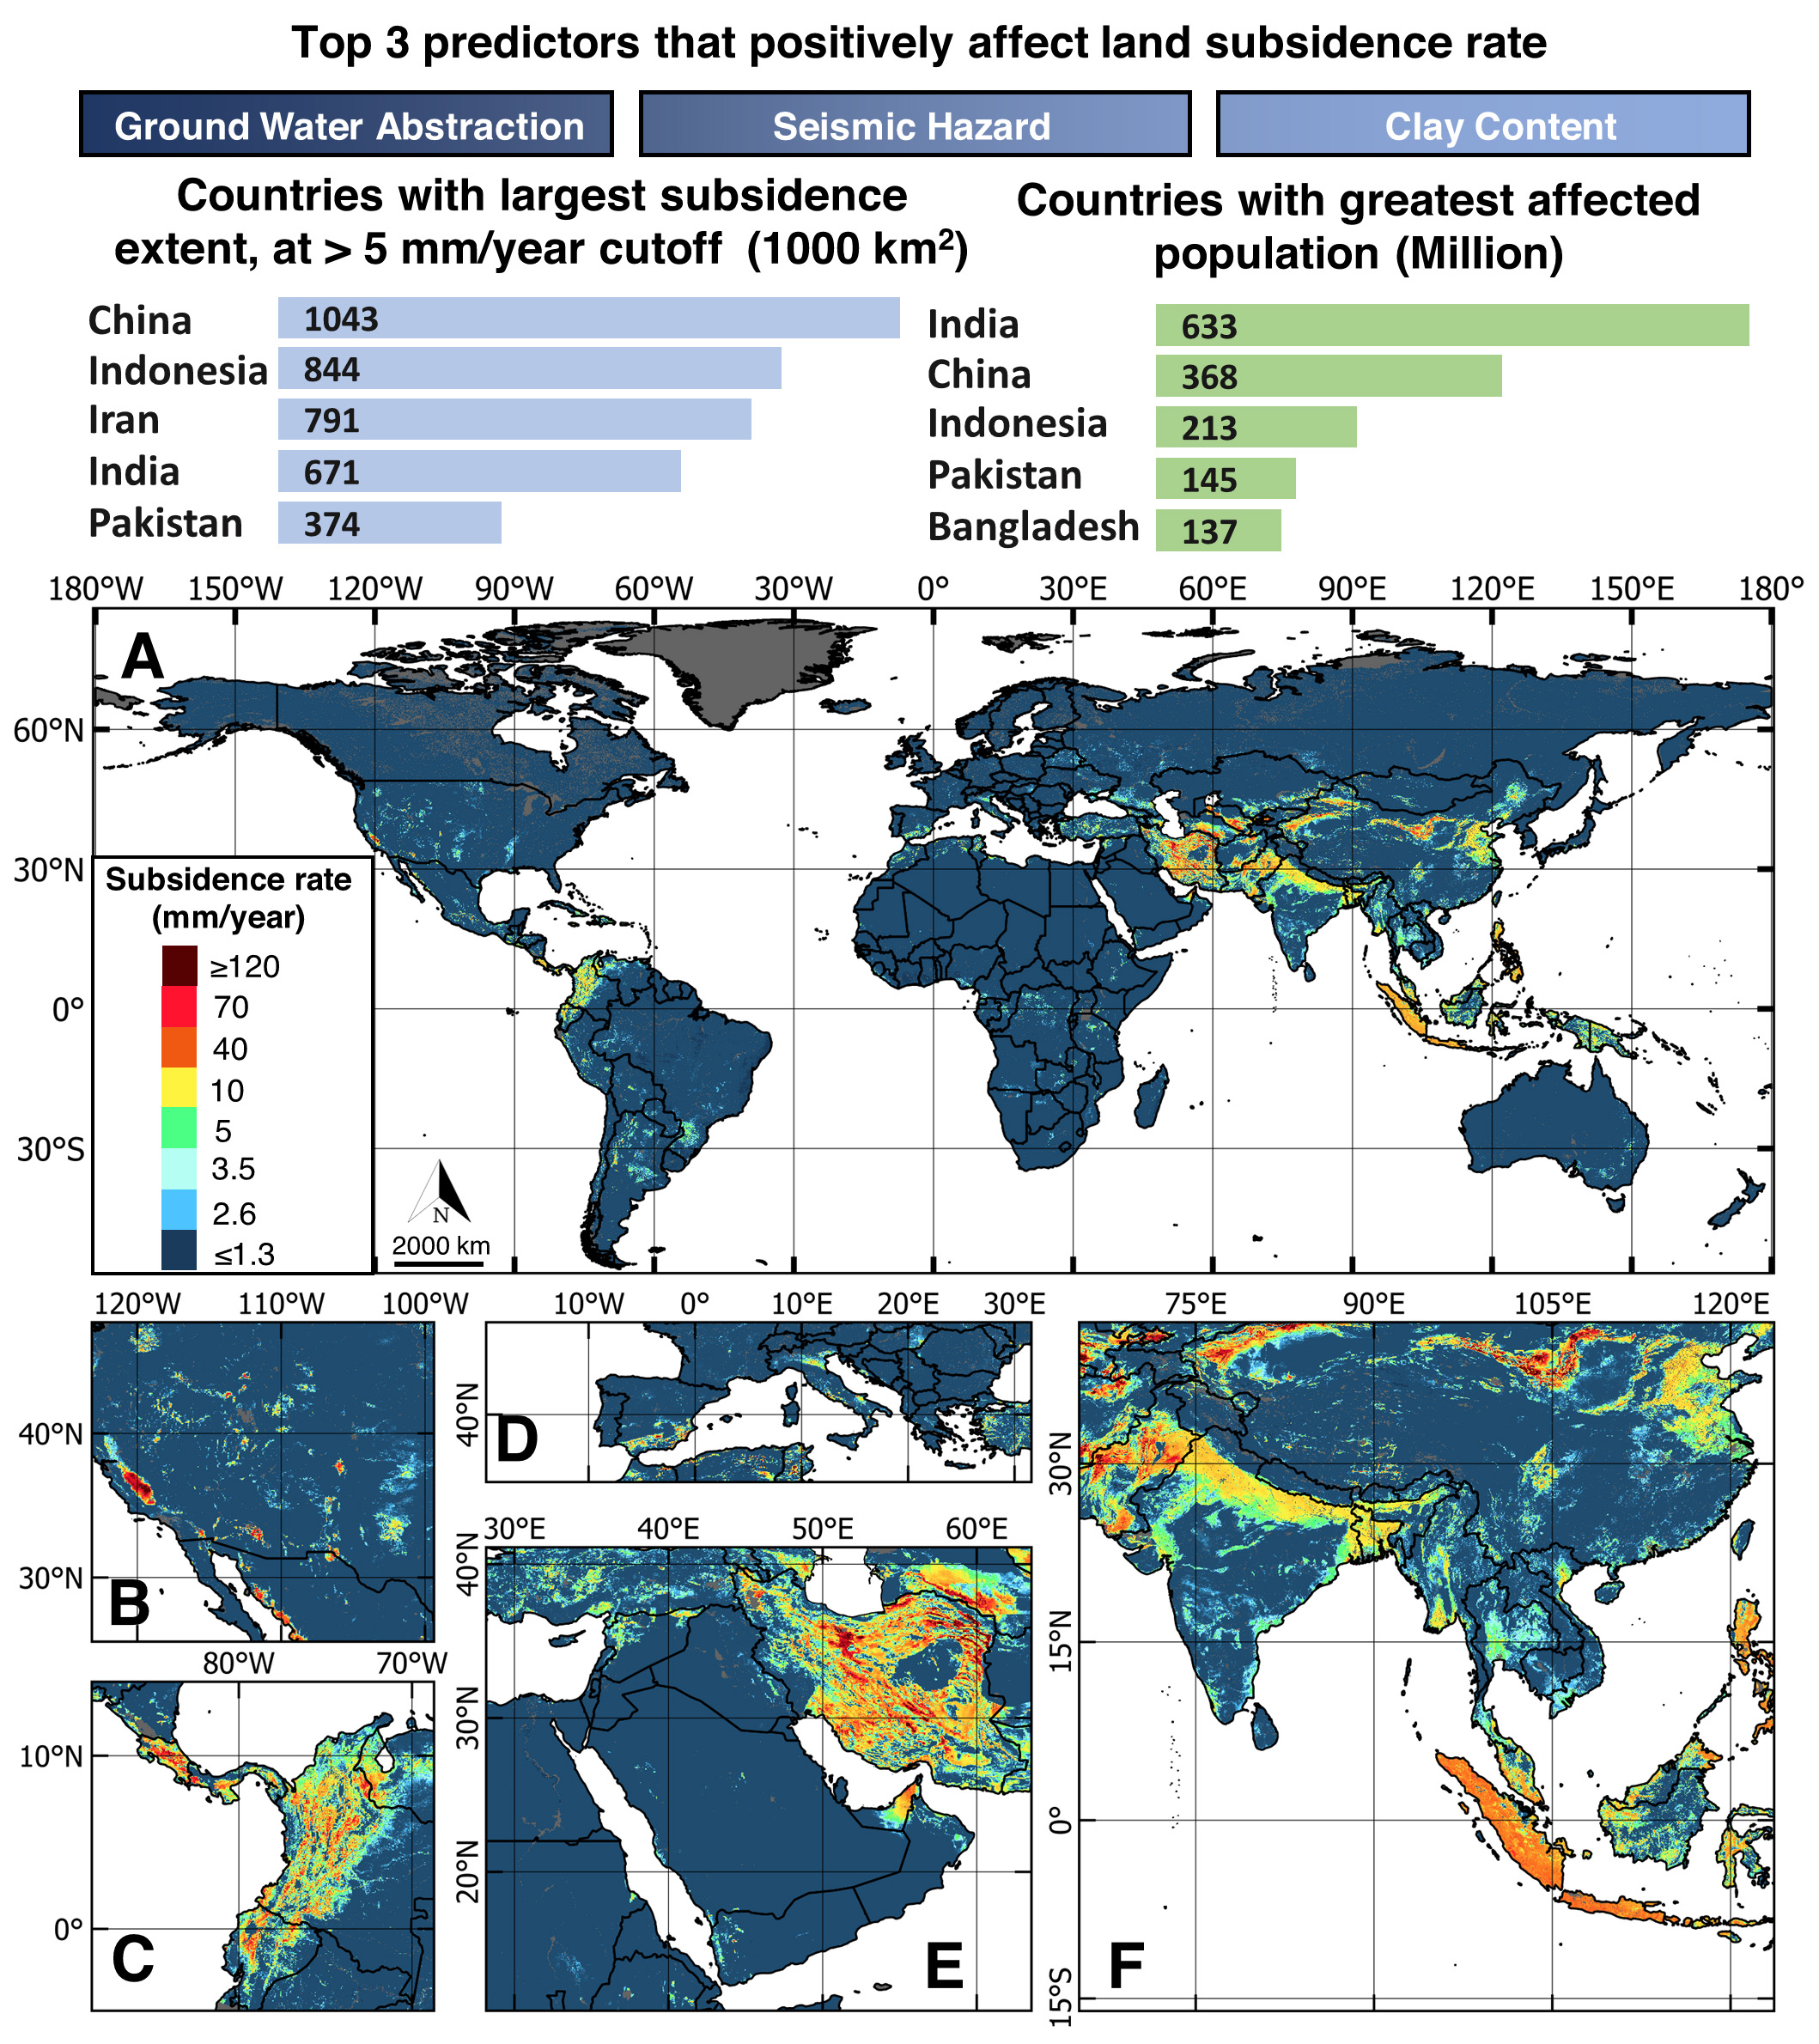 Top 3 predictors that positively affect land subsidence rate
Ground Water Abstraction
Seismic Hazard
Clay Content
Countries with largest subsidence
extent, at > 5 mm/year cutoff (1000 km²)
China 1043
Indonesia 844
Iran 791
India 671
Pakistan 374
Countries with greatest affected
population (Million)
India 633
China 368
Indonesia 213
Pakistan 145
Bangladesh 137
180°W 150°W 120°W 90°W 60°W 30°W 0° 30°E 60°E 90°E 120°E 150°E 180°
A
60°N
30°N
0°
30°S
Subsidence rate
(mm/year)
≥120
70
40
10
5
3.5
2.6
≤1.3
N
2000 km
120°W 110°W 100°W
40°N
30°N
B
80°W 70°W
10°N
0°
C
10°W 0° 10°E 20°E 30°E
40°N
D
30°E 40°E 50°E 60°E
40°N
30°N
20°N
E
75°E 90°E 105°E 120°E
30°N
15°N
0°
15°S
F